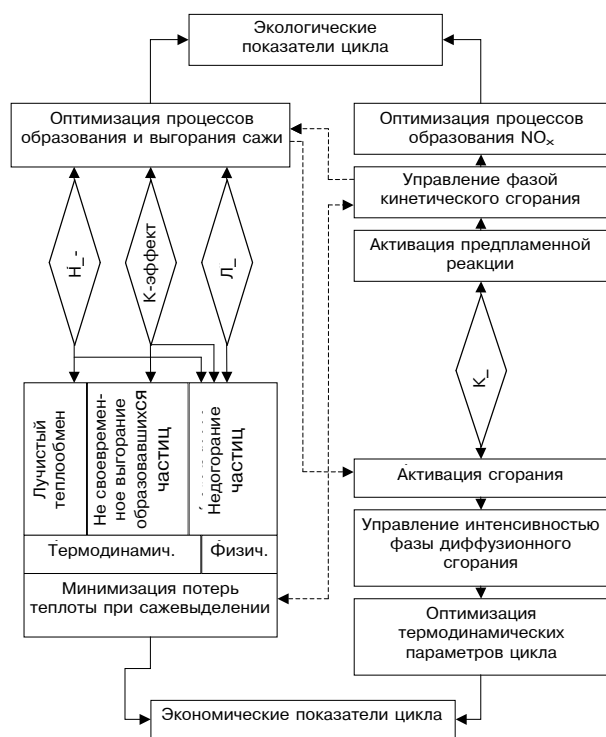 Экологические
показатели цикла
Оптимизация процессов
образования и выгорания сажи
Оптимизация процессов
образования NOₓ
Управление фазой
кинетического сгорания
Активация предпламенной
реакции
Н_-
К-эффект
Л_
К_
Лучистый
теплообмен
Не своевремен-
ное выгорание
образовавшихся
частиц
Недогорание
частиц
Термодинамич.
Физич.
Минимизация потерь
теплоты при сажевыделении
Активация сгорания
Управление интенсивностью
фазы диффузионного
сгорания
Оптимизация
термодинамических
параметров цикла
Экономические показатели цикла